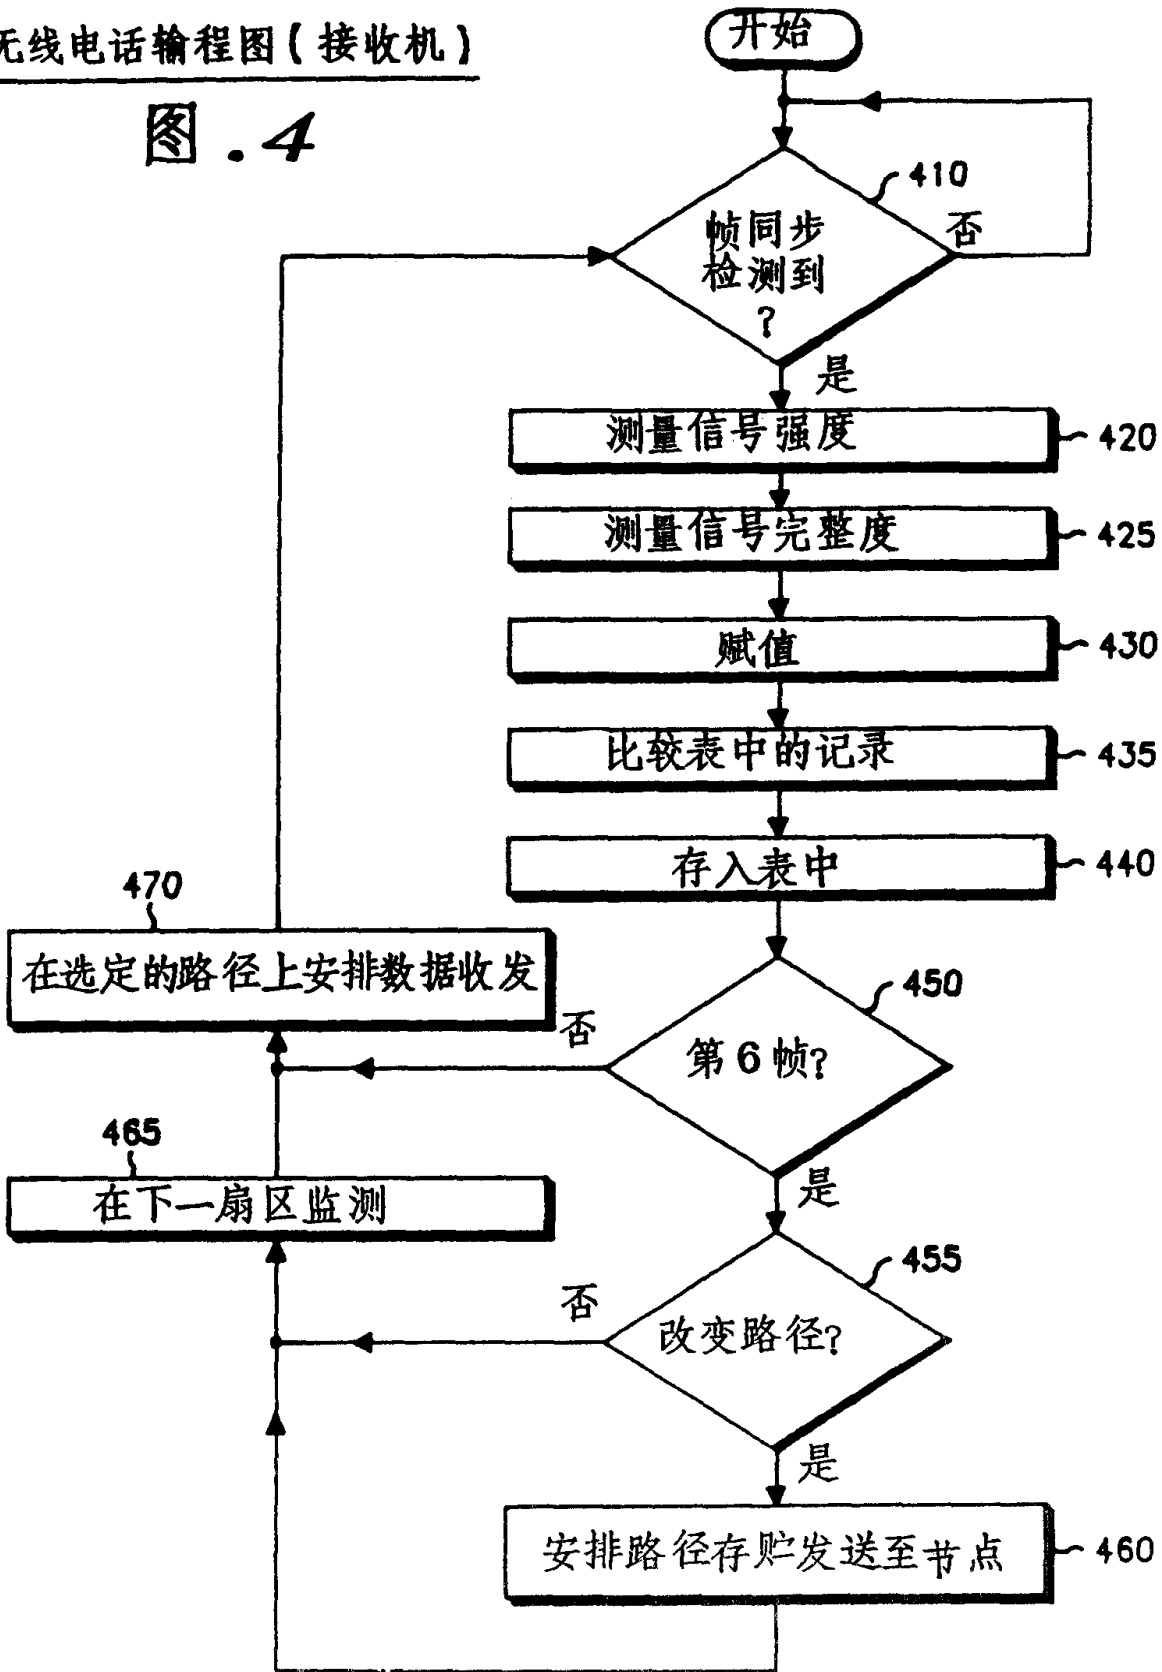 无线电话输程图(接收机)
图.4
开始
410
帧同步
检测到
?
否
是
测量信号强度
420
测量信号完整度
425
赋值
430
比较表中的记录
435
存入表中
440
470
在选定的路径上安排数据收发
450
否
第6帧?
是
465
在下一扇区监测
455
否
改变路径?
是
安排路径存贮发送至节点
460